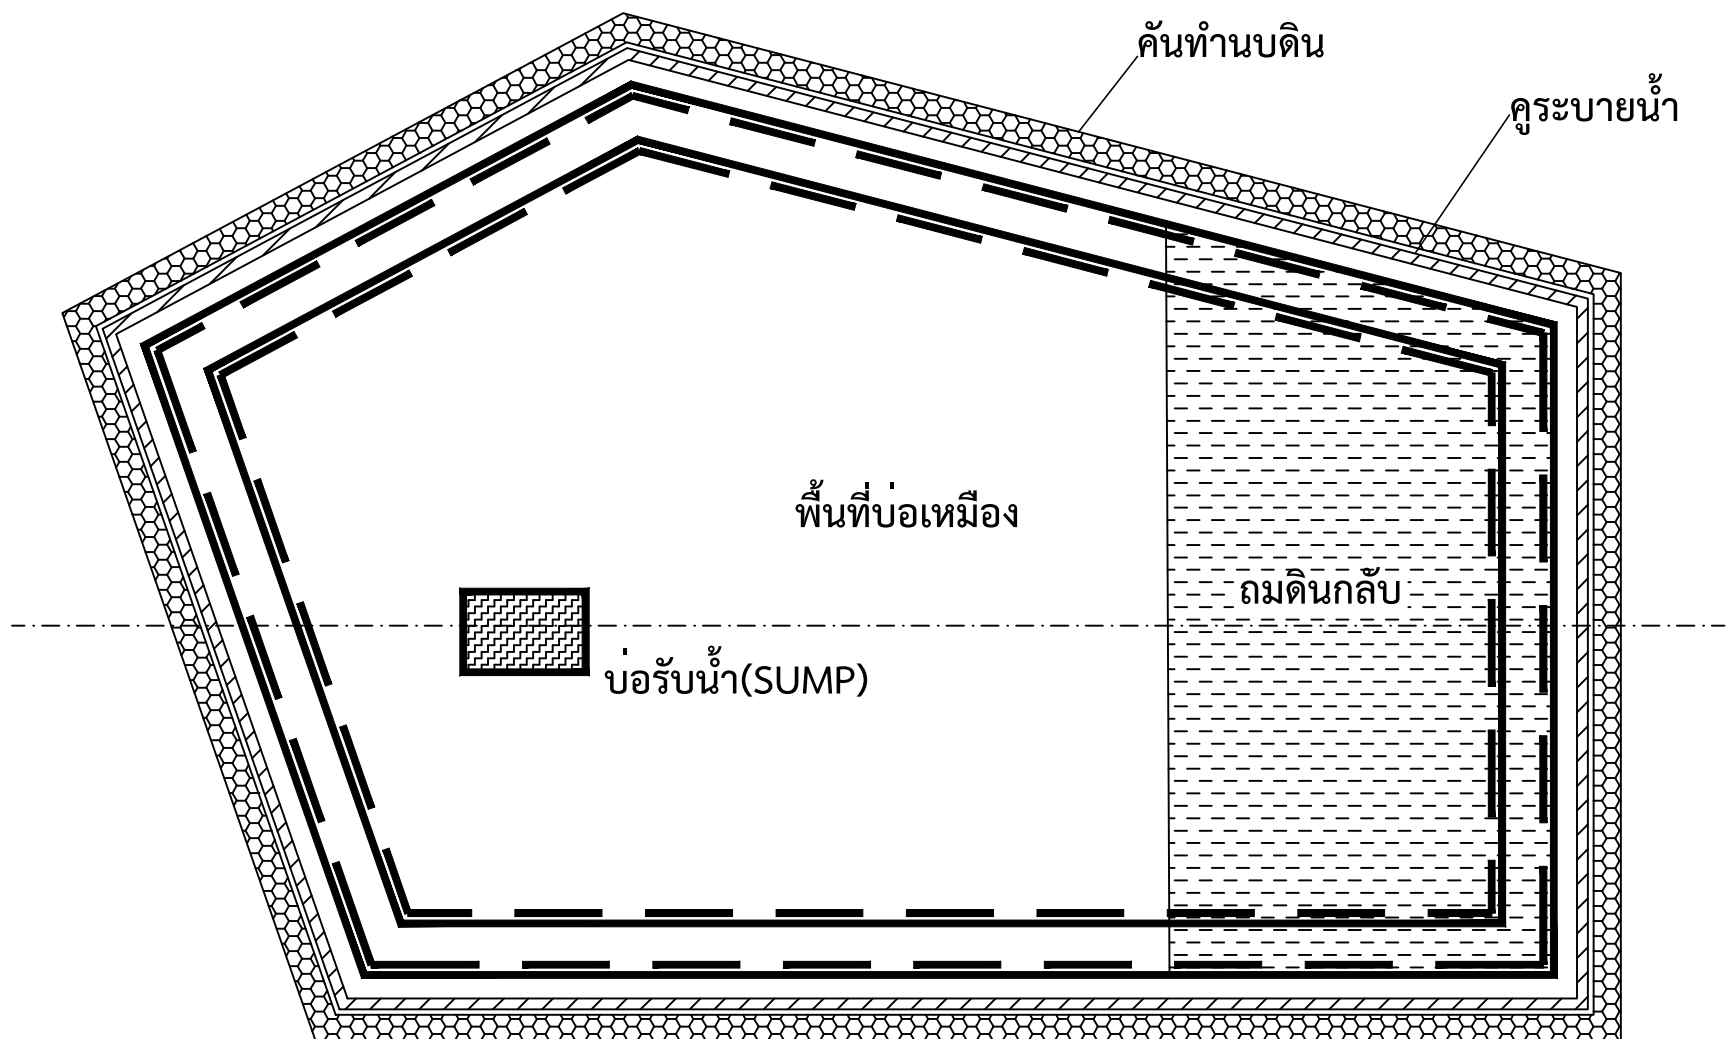 คันทำนบดิน
คูระบายน้ำ
พื้นที่บ่อเหมือง
ถมดินกลับ
บ่อรับน้ำ(SUMP)